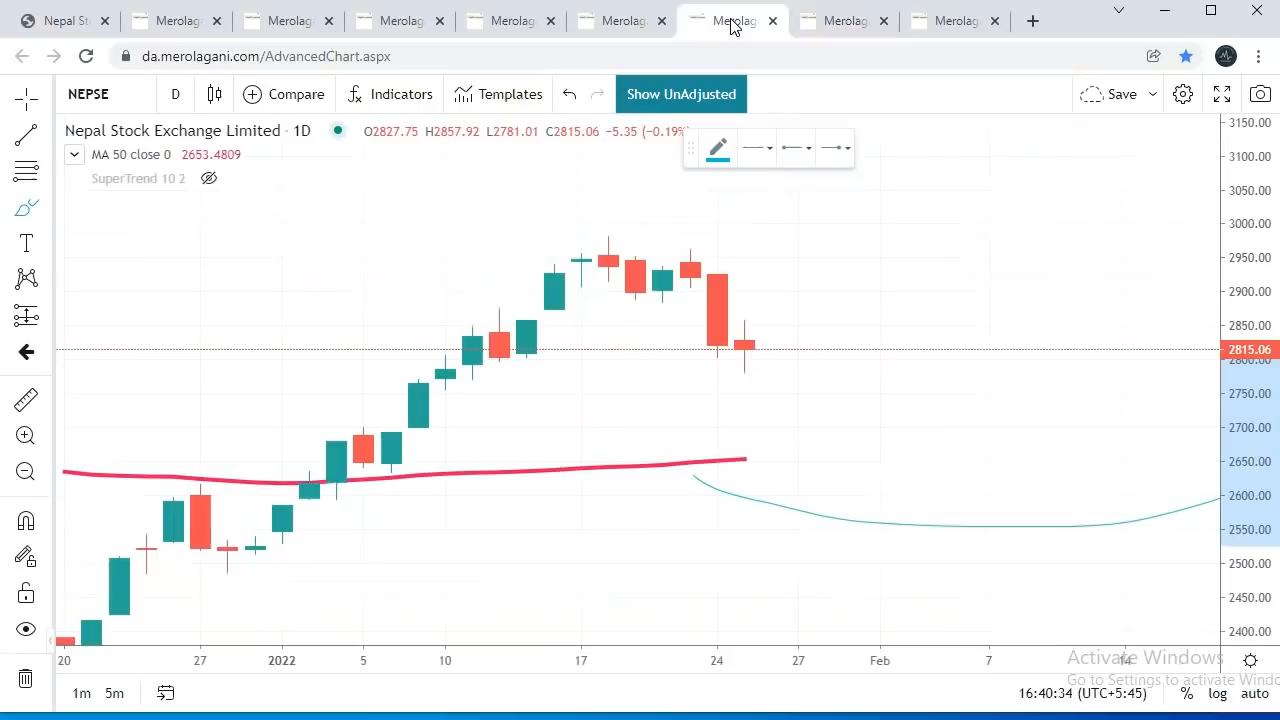 Nepal St
Merolag
Merolag
Merolag
Merolag
Merolag
Merolag
Merolag
Merolag
da.merolagani.com/AdvancedChart.aspx
NEPSE
D
Compare
Indicators
Templates
Show UnAdjusted
Save
Nepal Stock Exchange Limited · 1D O2827.75 H2857.92 L2781.01 C2815.06 −5.35 (−0.19%)
MA 50 close 0 2653.4809
SuperTrend 10 2
3150.00
3100.00
3050.00
3000.00
2950.00
2900.00
2850.00
2815.06
2800.00
2750.00
2700.00
2650.00
2600.00
2550.00
2500.00
2450.00
2400.00
20 27 2022 5 10 17 24 27 Feb 7 14
Activate Windows
Go to Settings to activate Windo
1m 5m
16:40:34 (UTC+5:45) % log auto